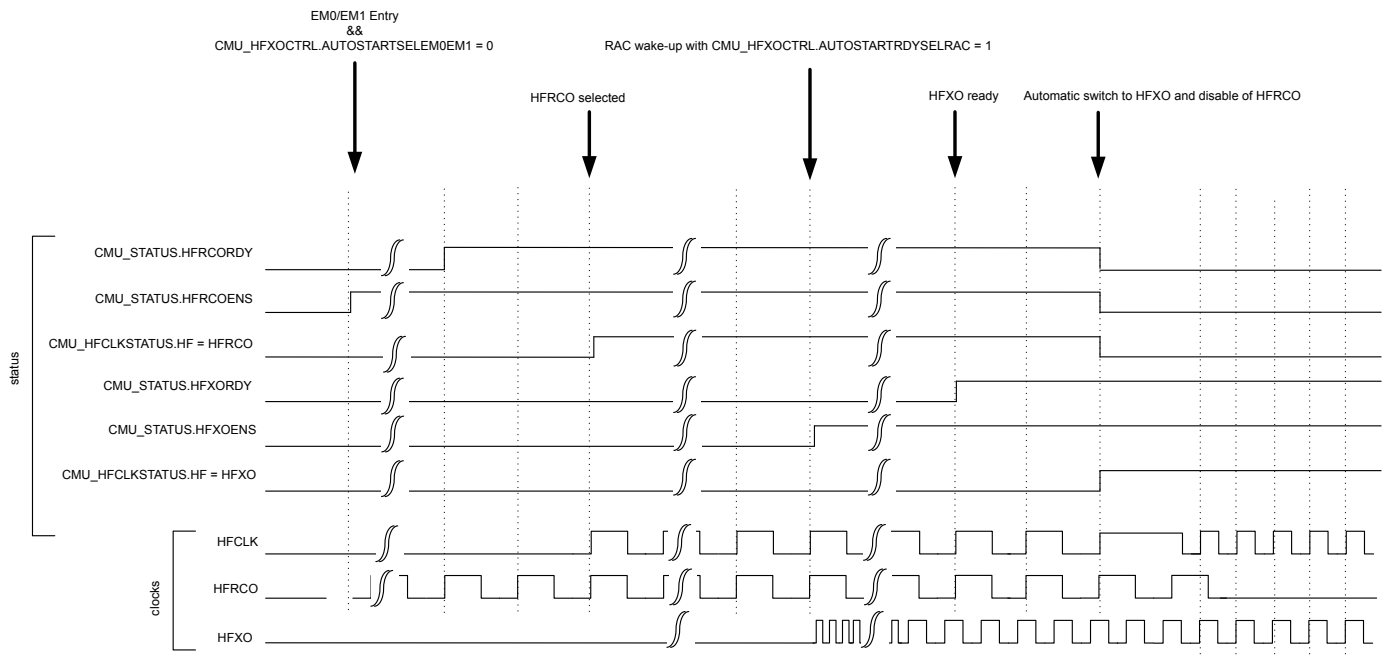 EM0/EM1 Entry
&&
CMU_HFXOCTRL.AUTOSTARTSELEM0EM1 = 0
RAC wake-up with CMU_HFXOCTRL.AUTOSTARTRDYSELRAC = 1
HFRCO selected
HFXO ready
Automatic switch to HFXO and disable of HFRCO
status
CMU_STATUS.HFRCORDY
CMU_STATUS.HFRCOENS
CMU_HFCLKSTATUS.HF = HFRCO
CMU_STATUS.HFXORDY
CMU_STATUS.HFXOENS
CMU_HFCLKSTATUS.HF = HFXO
clocks
HFCLK
HFRCO
HFXO